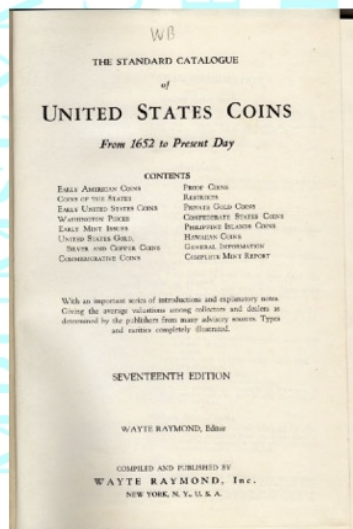 WB
THE STANDARD CATALOGUE
of
UNITED STATES COINS
From 1652 to Present Day
CONTENTS
EARLY AMERICAN COINS
COINS OF THE STATES
EARLY UNITED STATES COINS
WASHINGTON PIECES
EARLY MINT ISSUES
UNITED STATES GOLD,
SILVER AND COPPER COINS
COMMEMORATIVE COINS
PROOF COINS
RESTRIKES
PRIVATE GOLD COINS
CONFEDERATE STATES COINS
PHILIPPINE ISLANDS COINS
HAWAIIAN COINS
GENERAL INFORMATION
COMPLETE MINT REPORT
With an important series of introductions and explanatory notes.
Giving the average valuations among collectors and dealers as
determined by the publishers from many advisory sources. Types
and rarities completely illustrated.
SEVENTEENTH EDITION
WAYTE RAYMOND, Editor
COMPILED AND PUBLISHED BY
WAYTE RAYMOND, Inc.
NEW YORK, N. Y., U. S. A.